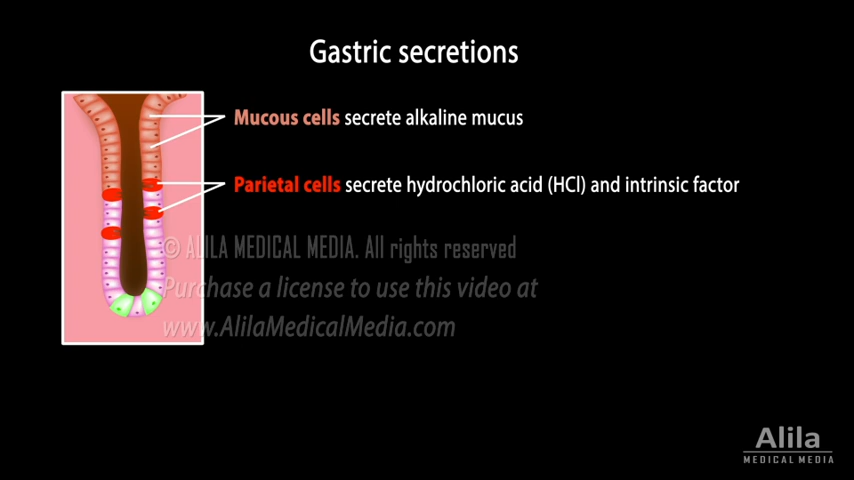 Gastric secretions
Mucous cells secrete alkaline mucus
Parietal cells secrete hydrochloric acid (HCl) and intrinsic factor
© ALILA MEDICAL MEDIA. All rights reserved
Purchase a license to use this video at
www.AlilaMedicalMedia.com
Alila
MEDICAL MEDIA